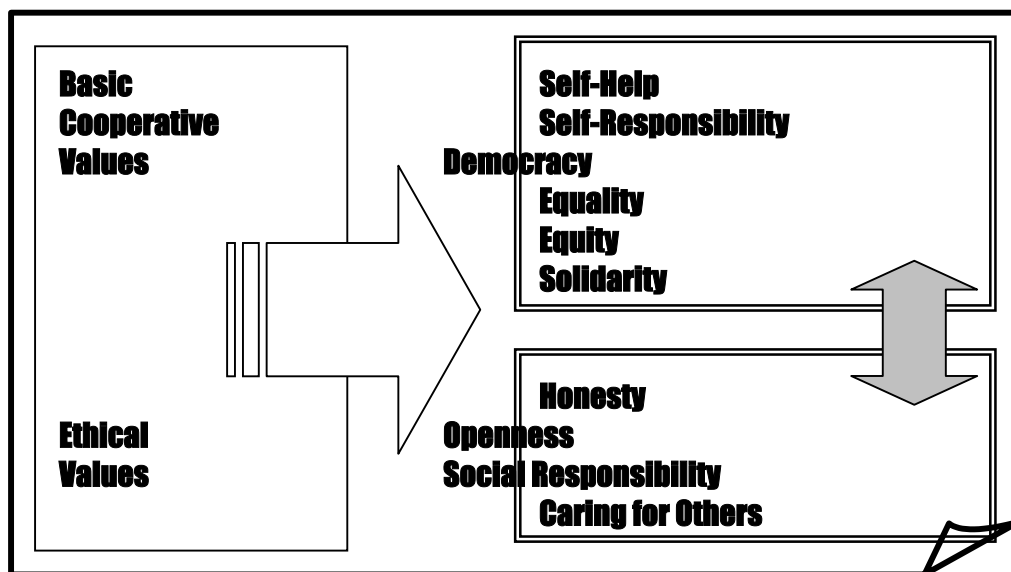 Basic
Cooperative
Values
Self-Help
Self-Responsibility
Democracy
Equality
Equity
Solidarity
Ethical
Values
Honesty
Openness
Social Responsibility
Caring for Others